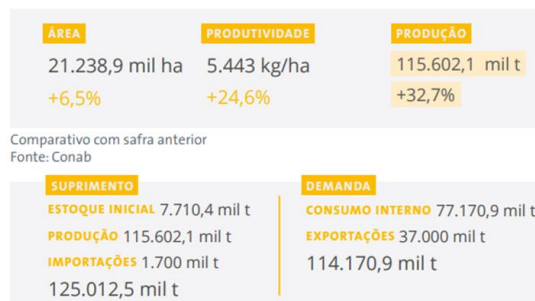 ÁREA PRODUTIVIDADE PRODUÇÃO
21.238,9 mil ha 5.443 kg/ha 115.602,1 mil t
+6,5% +24,6% +32,7%
Comparativo com safra anterior
Fonte: Conab
SUPRIMENTO
ESTOQUE INICIAL 7.710,4 mil t
PRODUÇÃO 115.602,1 mil t
IMPORTAÇÕES 1.700 mil t
125.012,5 mil t
DEMANDA
CONSUMO INTERNO 77.170,9 mil t
EXPORTAÇÕES 37.000 mil t
114.170,9 mil t